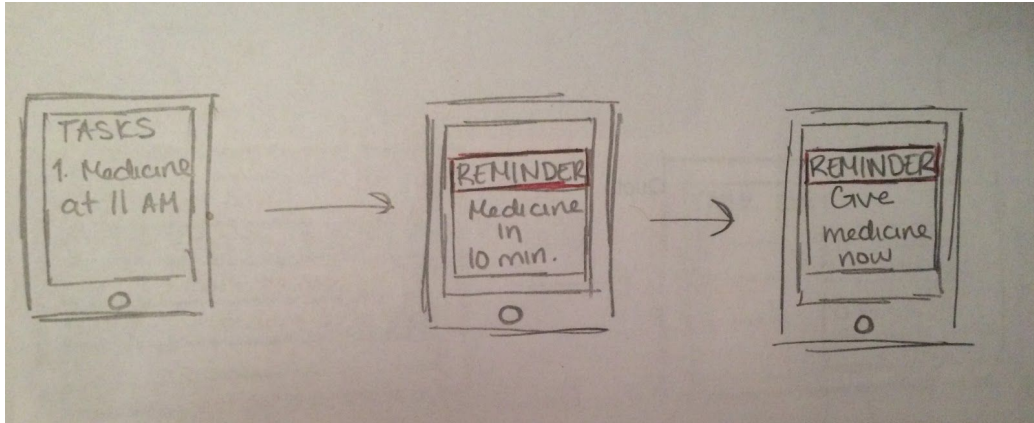 TASKS
1. Medicine
at 11 AM
REMINDER
Medicine
in
10 min.
REMINDER
Give
medicine
now